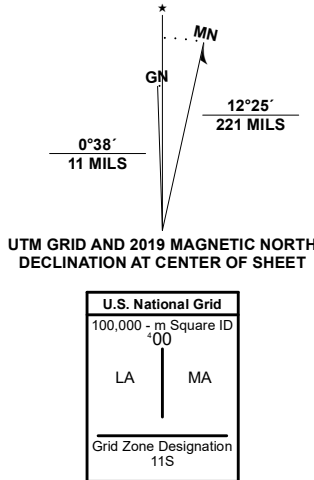 ★
MN
GN
12°25´
221 MILS
0°38´
11 MILS
UTM GRID AND 2019 MAGNETIC NORTH
DECLINATION AT CENTER OF SHEET
U.S. National Grid
100,000 - m Square ID
⁴00
LA MA
Grid Zone Designation
11S